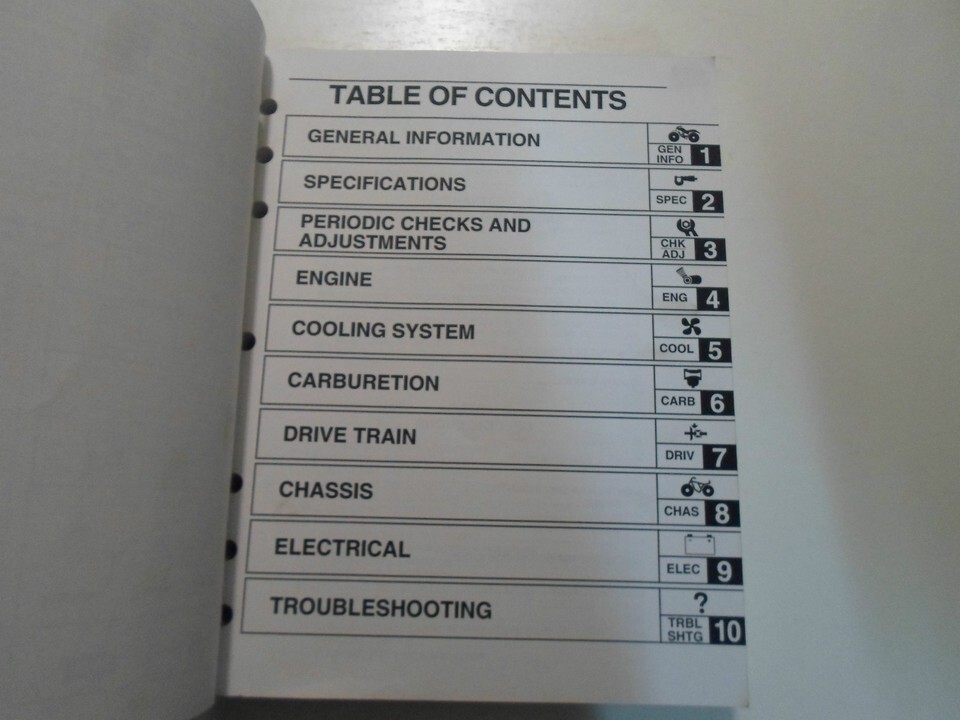 TABLE OF CONTENTS
GENERAL INFORMATION
GEN
INFO 1
SPECIFICATIONS
SPEC 2
PERIODIC CHECKS AND
ADJUSTMENTS
CHK
ADJ 3
ENGINE
ENG 4
COOLING SYSTEM
COOL 5
CARBURETION
CARB 6
DRIVE TRAIN
DRIV 7
CHASSIS
CHAS 8
ELECTRICAL
ELEC 9
TROUBLESHOOTING
?
TRBL
SHTG 10